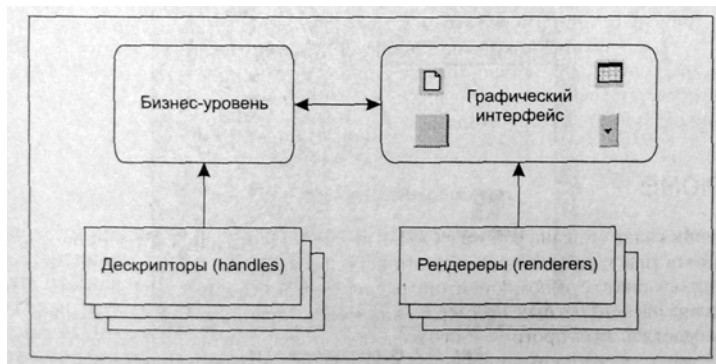 Бизнес-уровень
Графический
интерфейс
Дескрипторы (handles)
Рендереры (renderers)